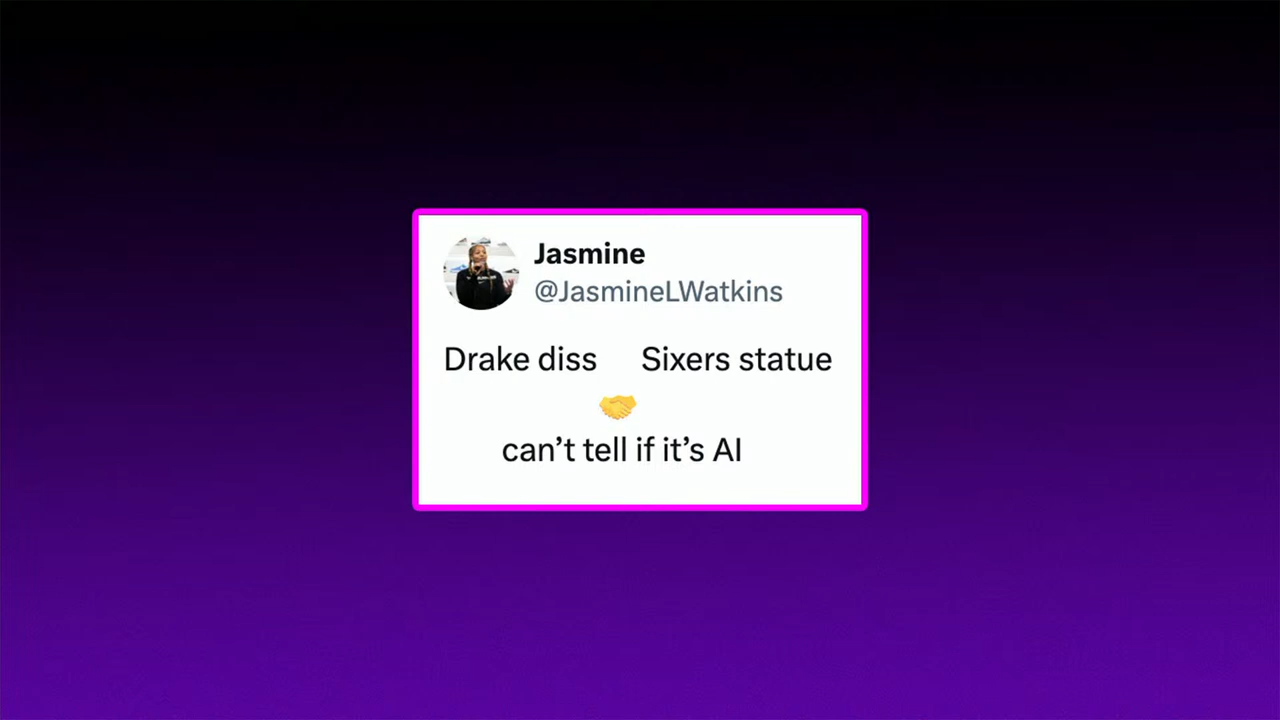 Jasmine
@JasmineLWatkins
Drake diss Sixers statue
🤝
can’t tell if it’s AI